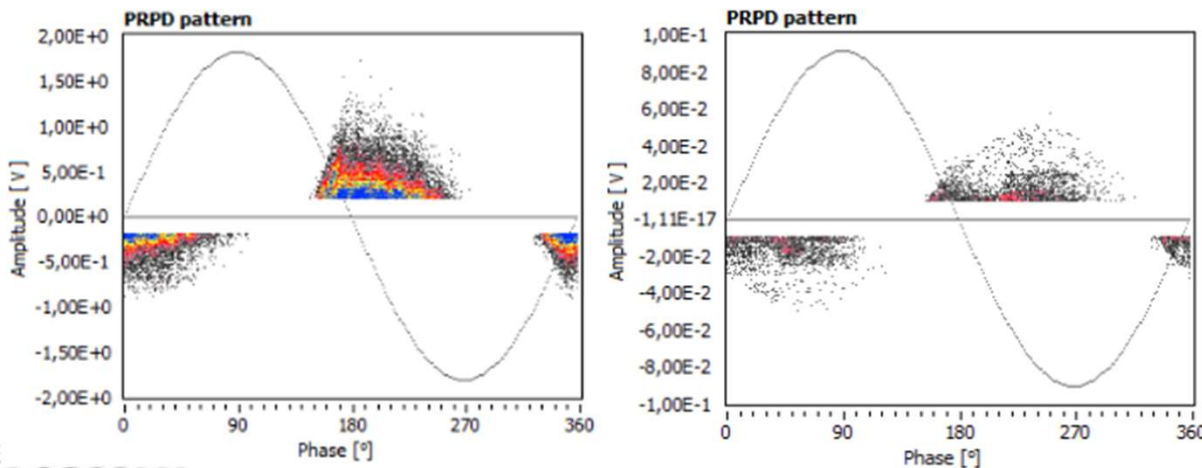 PRPD pattern
2,00E+0
1,50E+0
1,00E+0
5,00E-1
0,00E+0
-5,00E-1
-1,00E+0
-1,50E+0
-2,00E+0
Amplitude [ V ]
0 90 180 270 360
Phase [°]
PRPD pattern
1,00E-1
8,00E-2
6,00E-2
4,00E-2
2,00E-2
-1,11E-17
-2,00E-2
-4,00E-2
-6,00E-2
-8,00E-2
-1,00E-1
Amplitude [ V ]
0 90 180 270 360
Phase [°]